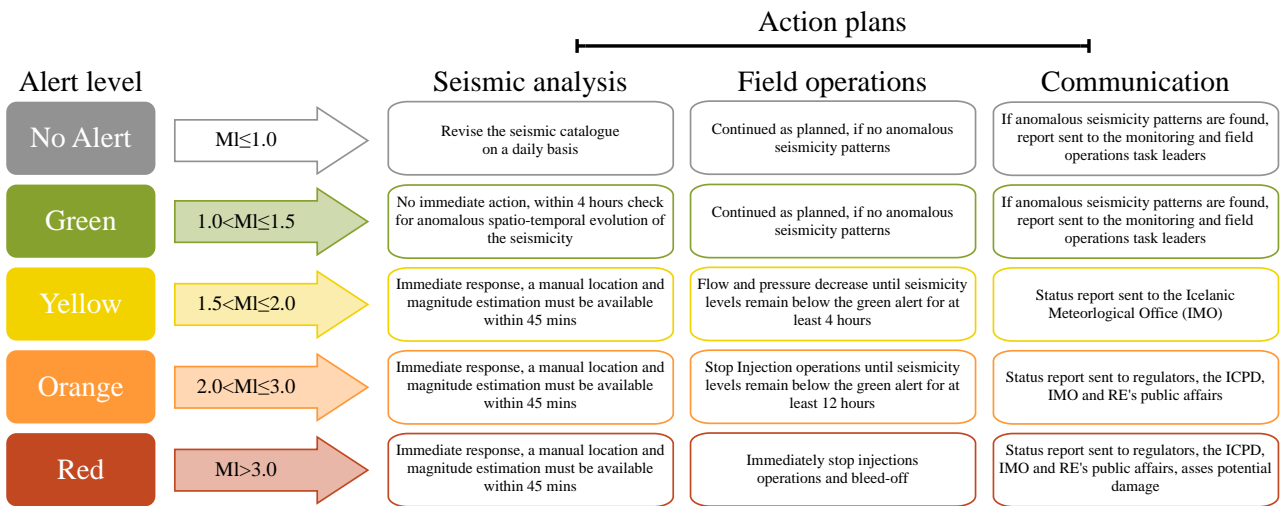 Action plans
Alert level
Seismic analysis
Field operations
Communication
No Alert
Ml≤1.0
Revise the seismic catalogue
on a daily basis
Continued as planned, if no anomalous
seismicity patterns
If anomalous seismicity patterns are found,
report sent to the monitoring and field
operations task leaders
Green
1.0<Ml≤1.5
No immediate action, within 4 hours check
for anomalous spatio-temporal evolution of
the seismicity
Continued as planned, if no anomalous
seismicity patterns
If anomalous seismicity patterns are found,
report sent to the monitoring and field
operations task leaders
Yellow
1.5<Ml≤2.0
Immediate response, a manual location and
magnitude estimation must be available
within 45 mins
Flow and pressure decrease until seismicity
levels remain below the green alert for at
least 4 hours
Status report sent to the Icelanic
Meteorlogical Office (IMO)
Orange
2.0<Ml≤3.0
Immediate response, a manual location and
magnitude estimation must be available
within 45 mins
Stop Injection operations until seismicity
levels remain below the green alert for at
least 12 hours
Status report sent to regulators, the ICPD,
IMO and RE's public affairs
Red
Ml>3.0
Immediate response, a manual location and
magnitude estimation must be available
within 45 mins
Immediately stop injections
operations and bleed-off
Status report sent to regulators, the ICPD,
IMO and RE's public affairs, asses potential
damage